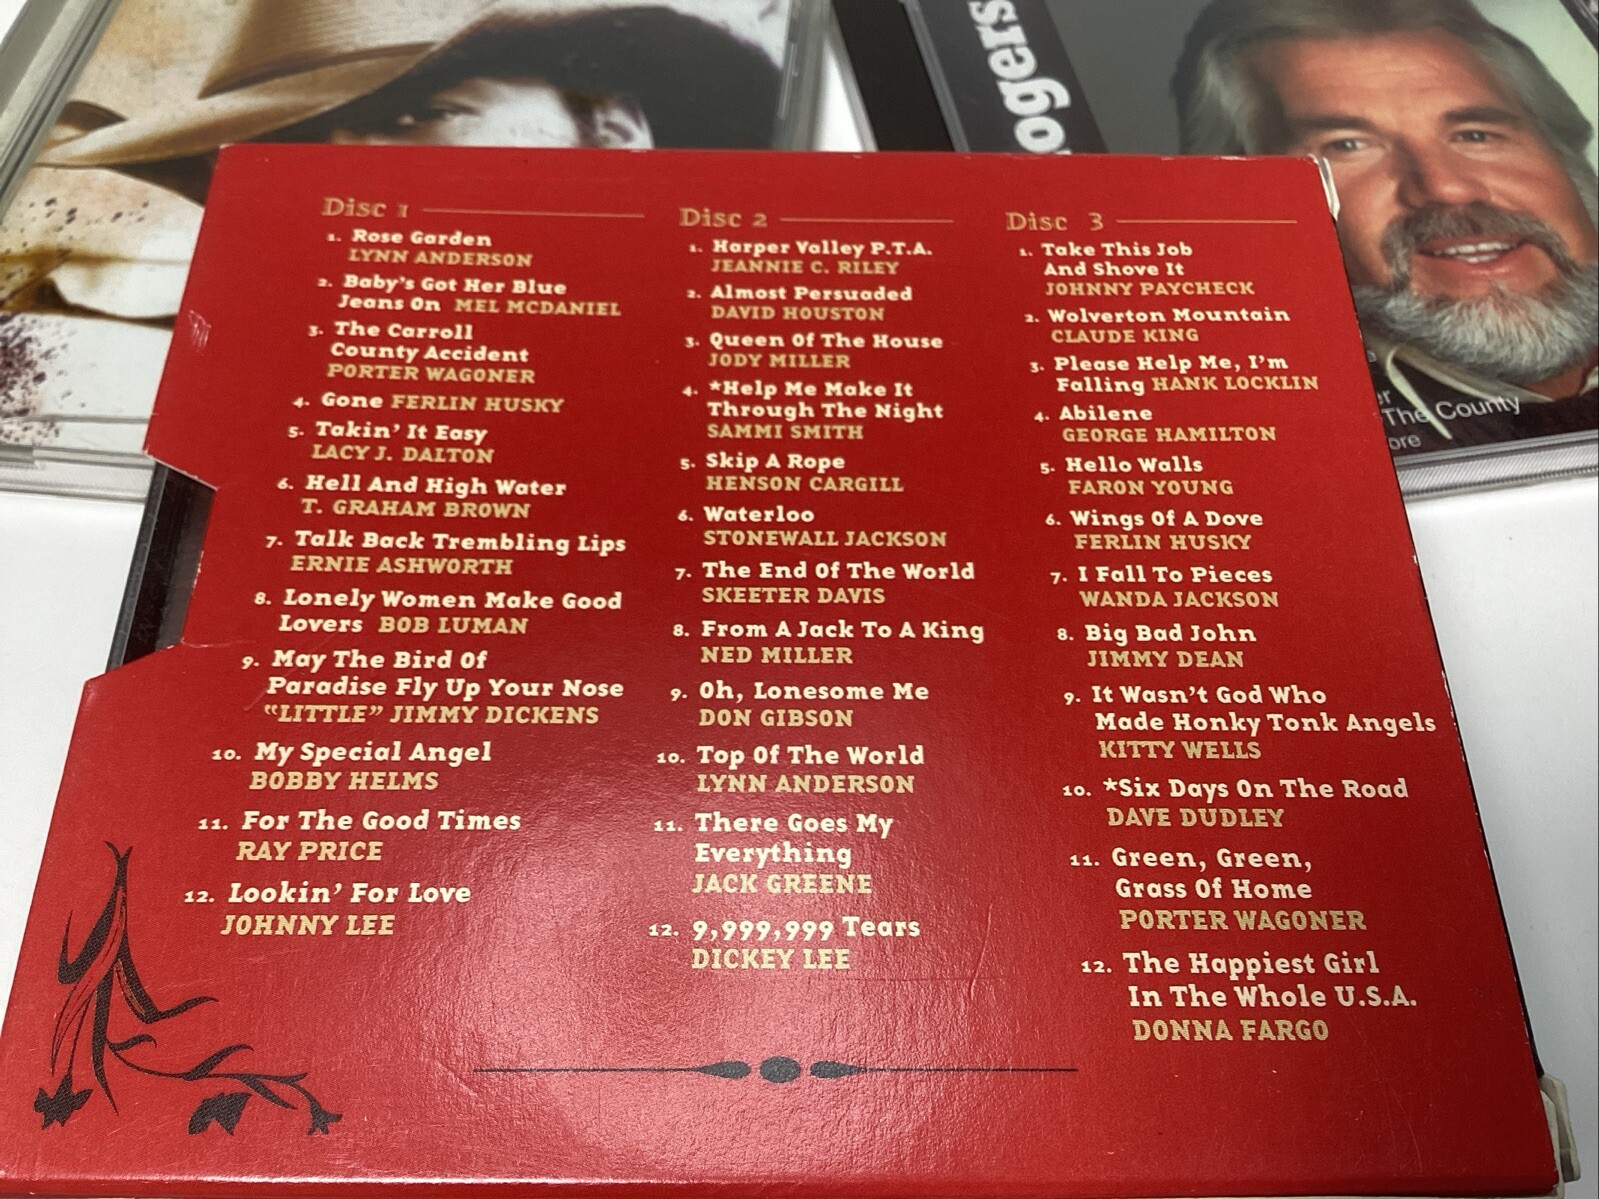 ogers
er
The County
ore
Disc 1
1. Rose Garden
LYNN ANDERSON
2. Baby's Got Her Blue
Jeans On MEL MCDANIEL
3. The Carroll
County Accident
PORTER WAGONER
4. Gone FERLIN HUSKY
5. Takin' It Easy
LACY J. DALTON
6. Hell And High Water
T. GRAHAM BROWN
7. Talk Back Trembling Lips
ERNIE ASHWORTH
8. Lonely Women Make Good
Lovers BOB LUMAN
9. May The Bird Of
Paradise Fly Up Your Nose
"LITTLE" JIMMY DICKENS
10. My Special Angel
BOBBY HELMS
11. For The Good Times
RAY PRICE
12. Lookin' For Love
JOHNNY LEE
Disc 2
1. Harper Valley P.T.A.
JEANNIE C. RILEY
2. Almost Persuaded
DAVID HOUSTON
3. Queen Of The House
JODY MILLER
4. *Help Me Make It
Through The Night
SAMMI SMITH
5. Skip A Rope
HENSON CARGILL
6. Waterloo
STONEWALL JACKSON
7. The End Of The World
SKEETER DAVIS
8. From A Jack To A King
NED MILLER
9. Oh, Lonesome Me
DON GIBSON
10. Top Of The World
LYNN ANDERSON
11. There Goes My
Everything
JACK GREENE
12. 9,999,999 Tears
DICKEY LEE
Disc 3
1. Take This Job
And Shove It
JOHNNY PAYCHECK
2. Wolverton Mountain
CLAUDE KING
3. Please Help Me, I'm
Falling HANK LOCKLIN
4. Abilene
GEORGE HAMILTON
5. Hello Walls
FARON YOUNG
6. Wings Of A Dove
FERLIN HUSKY
7. I Fall To Pieces
WANDA JACKSON
8. Big Bad John
JIMMY DEAN
9. It Wasn't God Who
Made Honky Tonk Angels
KITTY WELLS
10. *Six Days On The Road
DAVE DUDLEY
11. Green, Green,
Grass Of Home
PORTER WAGONER
12. The Happiest Girl
In The Whole U.S.A.
DONNA FARGO